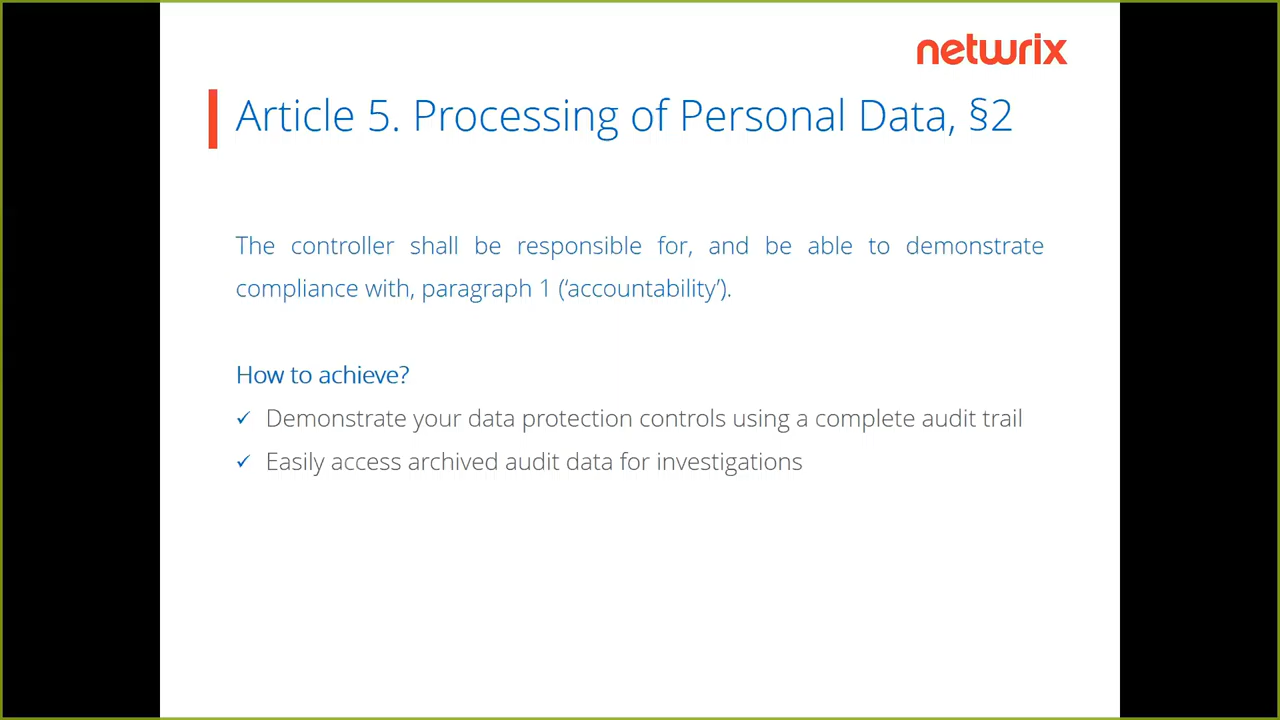 netwrix
Article 5. Processing of Personal Data, §2
The controller shall be responsible for, and be able to demonstrate
compliance with, paragraph 1 (‘accountability’).
How to achieve?
✓ Demonstrate your data protection controls using a complete audit trail
✓ Easily access archived audit data for investigations